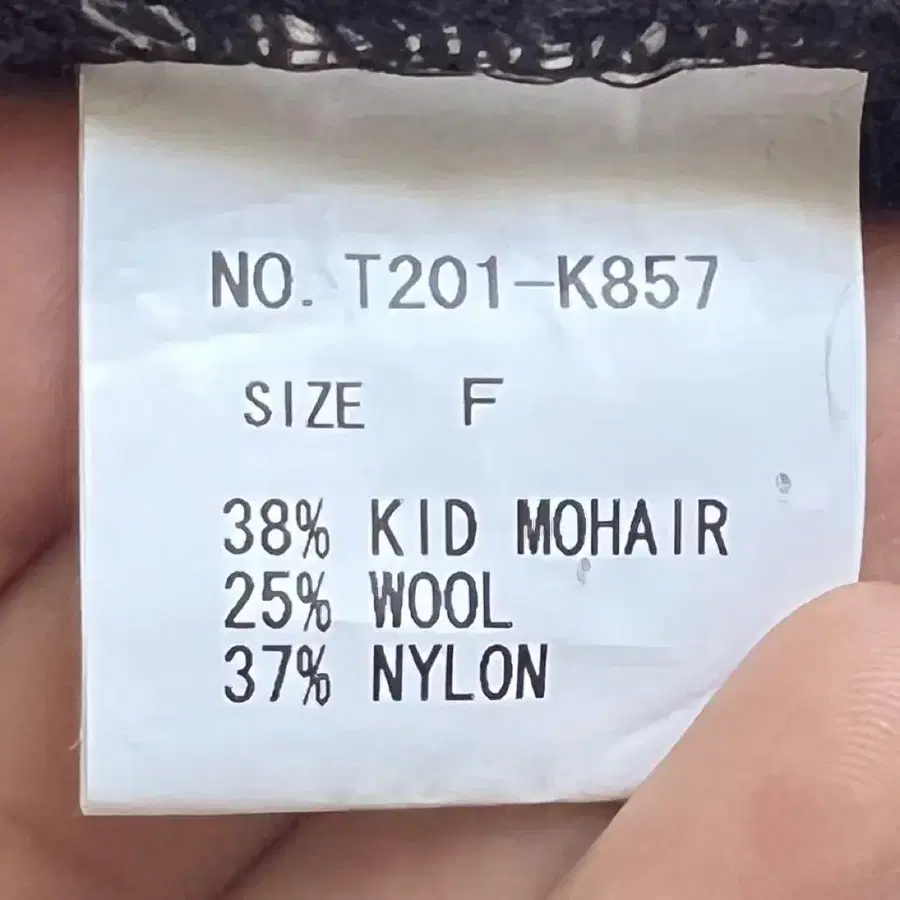 NO. T201-K857
SIZE F
38% KID MOHAIR
25% WOOL
37% NYLON